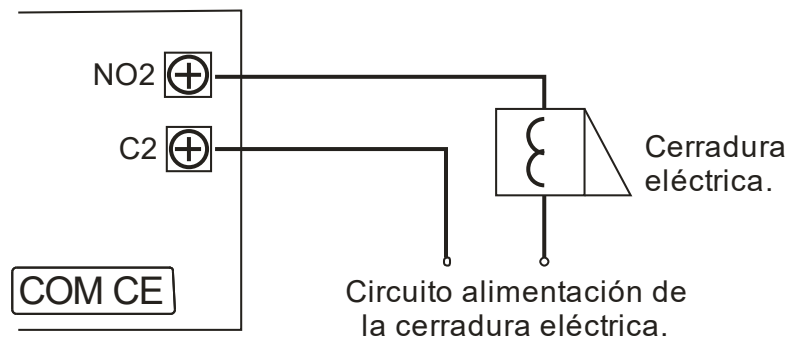 NO2
C2
Cerradura
eléctrica.
COM CE
Circuito alimentación de
la cerradura eléctrica.